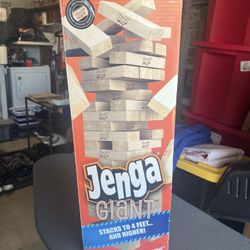 Jenga
GIANT
STACKS TO 4 FEET...
AND HIGHER!